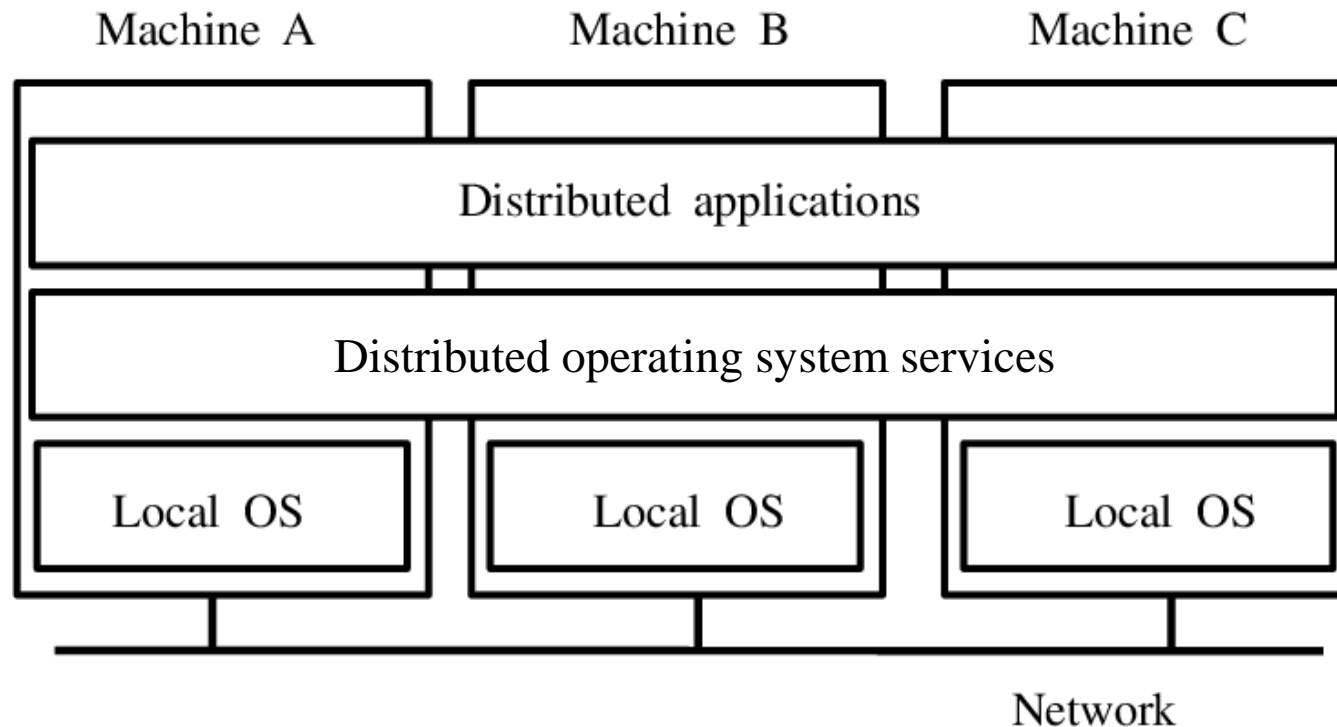 Machine A Machine B Machine C
Distributed applications
Distributed operating system services
Local OS Local OS Local OS
Network